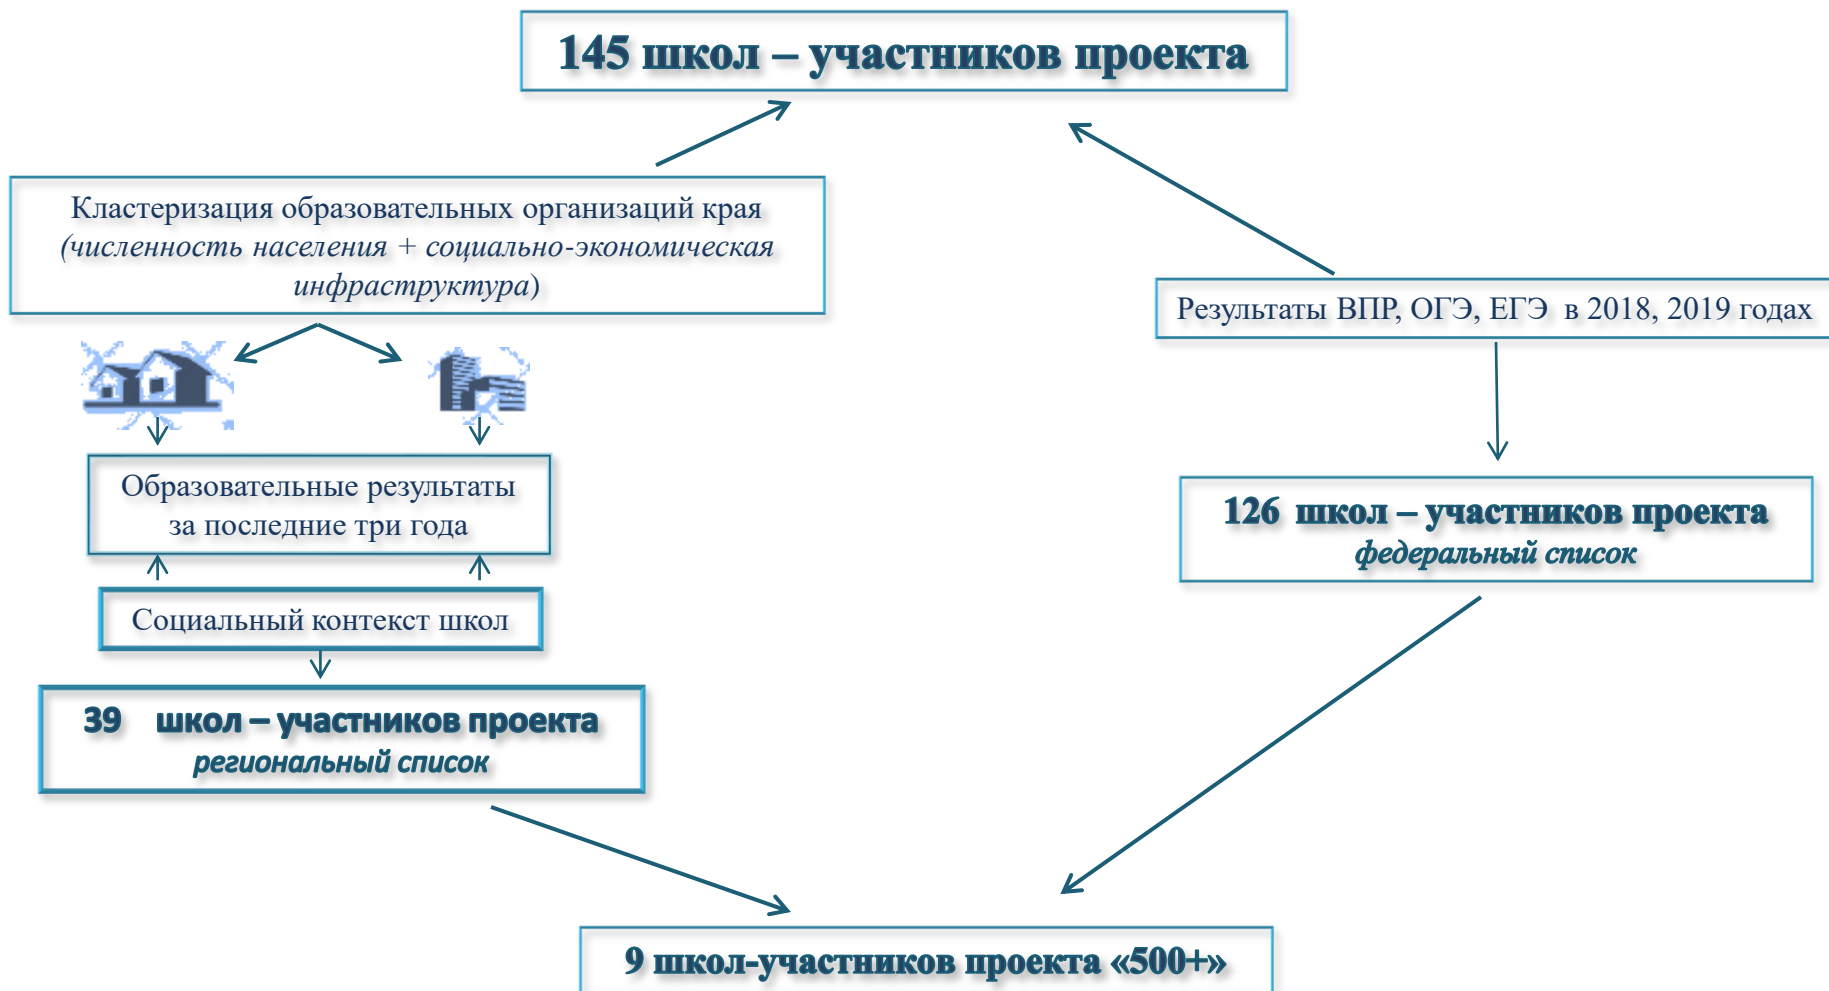 145 школ – участников проекта
Кластеризация образовательных организаций края
(численность населения + социально-экономическая
инфраструктура)
Результаты ВПР, ОГЭ, ЕГЭ в 2018, 2019 годах
Образовательные результаты
за последние три года
126 школ – участников проекта
федеральный список
Социальный контекст школ
39 школ – участников проекта
региональный список
9 школ-участников проекта «500+»